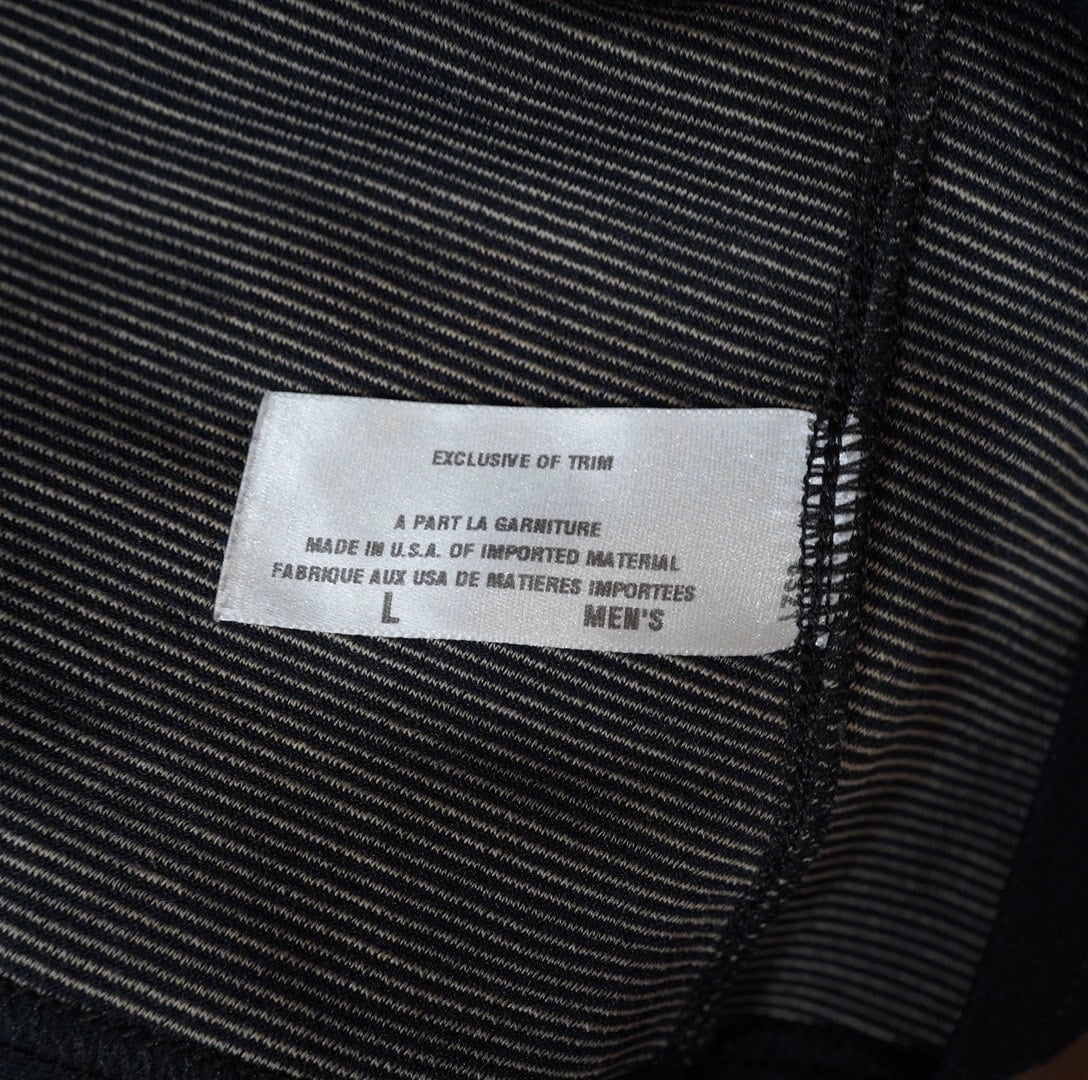 EXCLUSIVE OF TRIM
A PART LA GARNITURE
MADE IN U.S.A. OF IMPORTED MATERIAL
FABRIQUE AUX USA DE MATIERES IMPORTEES
L MEN'S